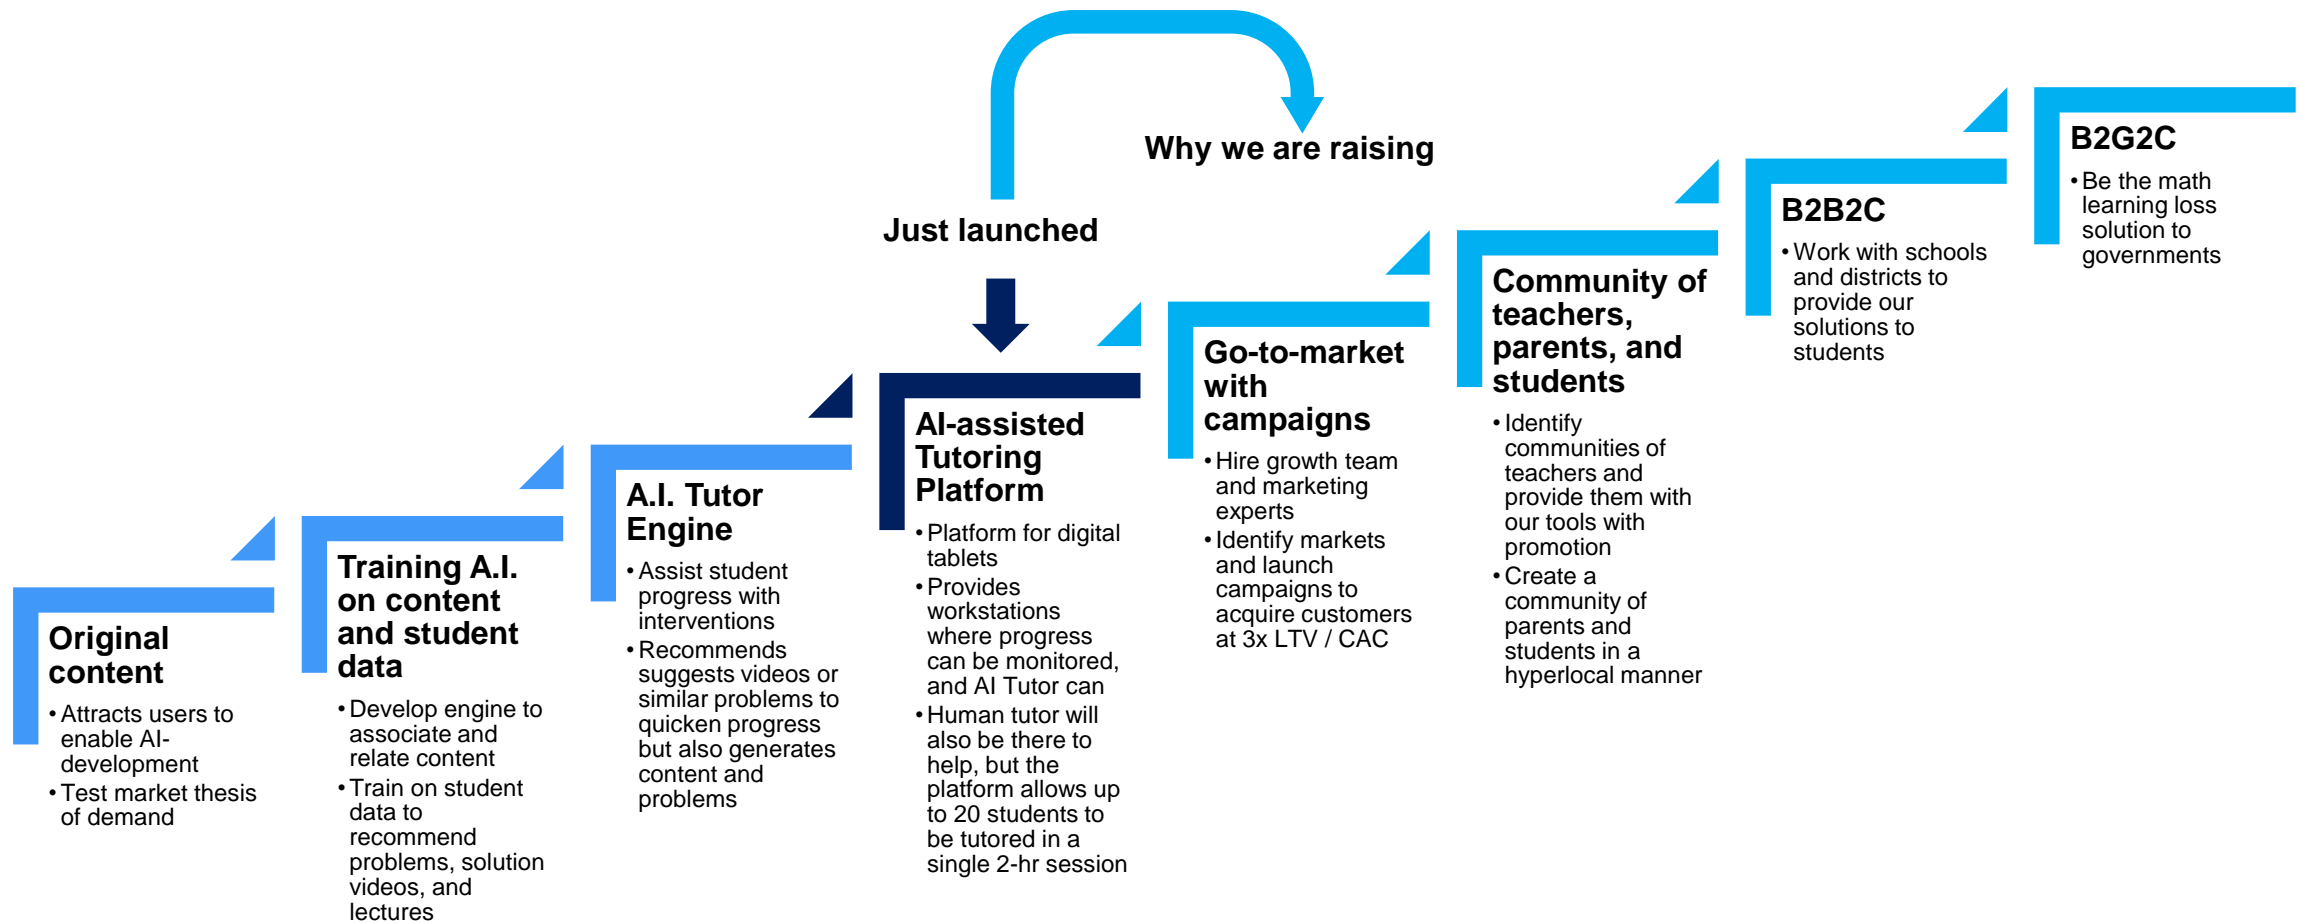 Why we are raising
Just launched
Original
content
• Attracts users to
enable AI-
development
• Test market thesis
of demand
Training A.I.
on content
and student
data
• Develop engine to
associate and
relate content
• Train on student
data to
recommend
problems, solution
videos, and
lectures
A.I. Tutor
Engine
• Assist student
progress with
interventions
• Recommends
suggests videos or
similar problems to
quicken progress
but also generates
content and
problems
AI-assisted
Tutoring
Platform
• Platform for digital
tablets
• Provides
workstations
where progress
can be monitored,
and AI Tutor can
• Human tutor will
also be there to
help, but the
platform allows up
to 20 students to
be tutored in a
single 2-hr session
Go-to-market
with
campaigns
• Hire growth team
and marketing
experts
• Identify markets
and launch
campaigns to
acquire customers
at 3x LTV / CAC
Community of
teachers,
parents, and
students
• Identify
communities of
teachers and
provide them with
our tools with
promotion
• Create a
community of
parents and
students in a
hyperlocal manner
B2B2C
• Work with schools
and districts to
provide our
solutions to
students
B2G2C
• Be the math
learning loss
solution to
governments